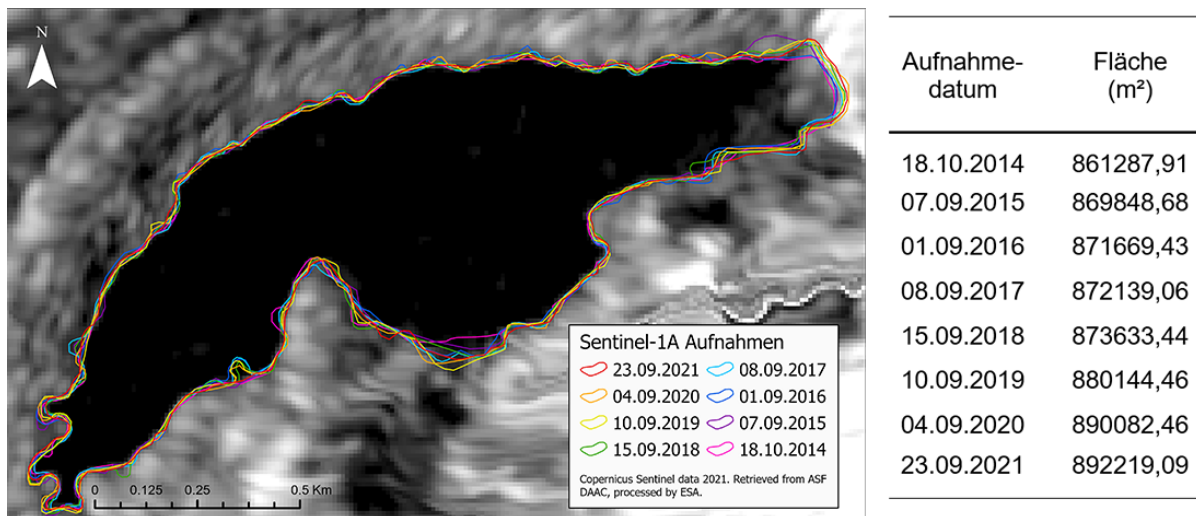 N
Sentinel-1A Aufnahmen
23.09.2021 08.09.2017
04.09.2020 01.09.2016
10.09.2019 07.09.2015
15.09.2018 18.10.2014
Copernicus Sentinel data 2021. Retrieved from ASF
DAAC, processed by ESA.
0 0.125 0.25 0.5 Km
Aufnahme- Fläche
datum (m²)
18.10.2014 861287,91
07.09.2015 869848,68
01.09.2016 871669,43
08.09.2017 872139,06
15.09.2018 873633,44
10.09.2019 880144,46
04.09.2020 890082,46
23.09.2021 892219,09